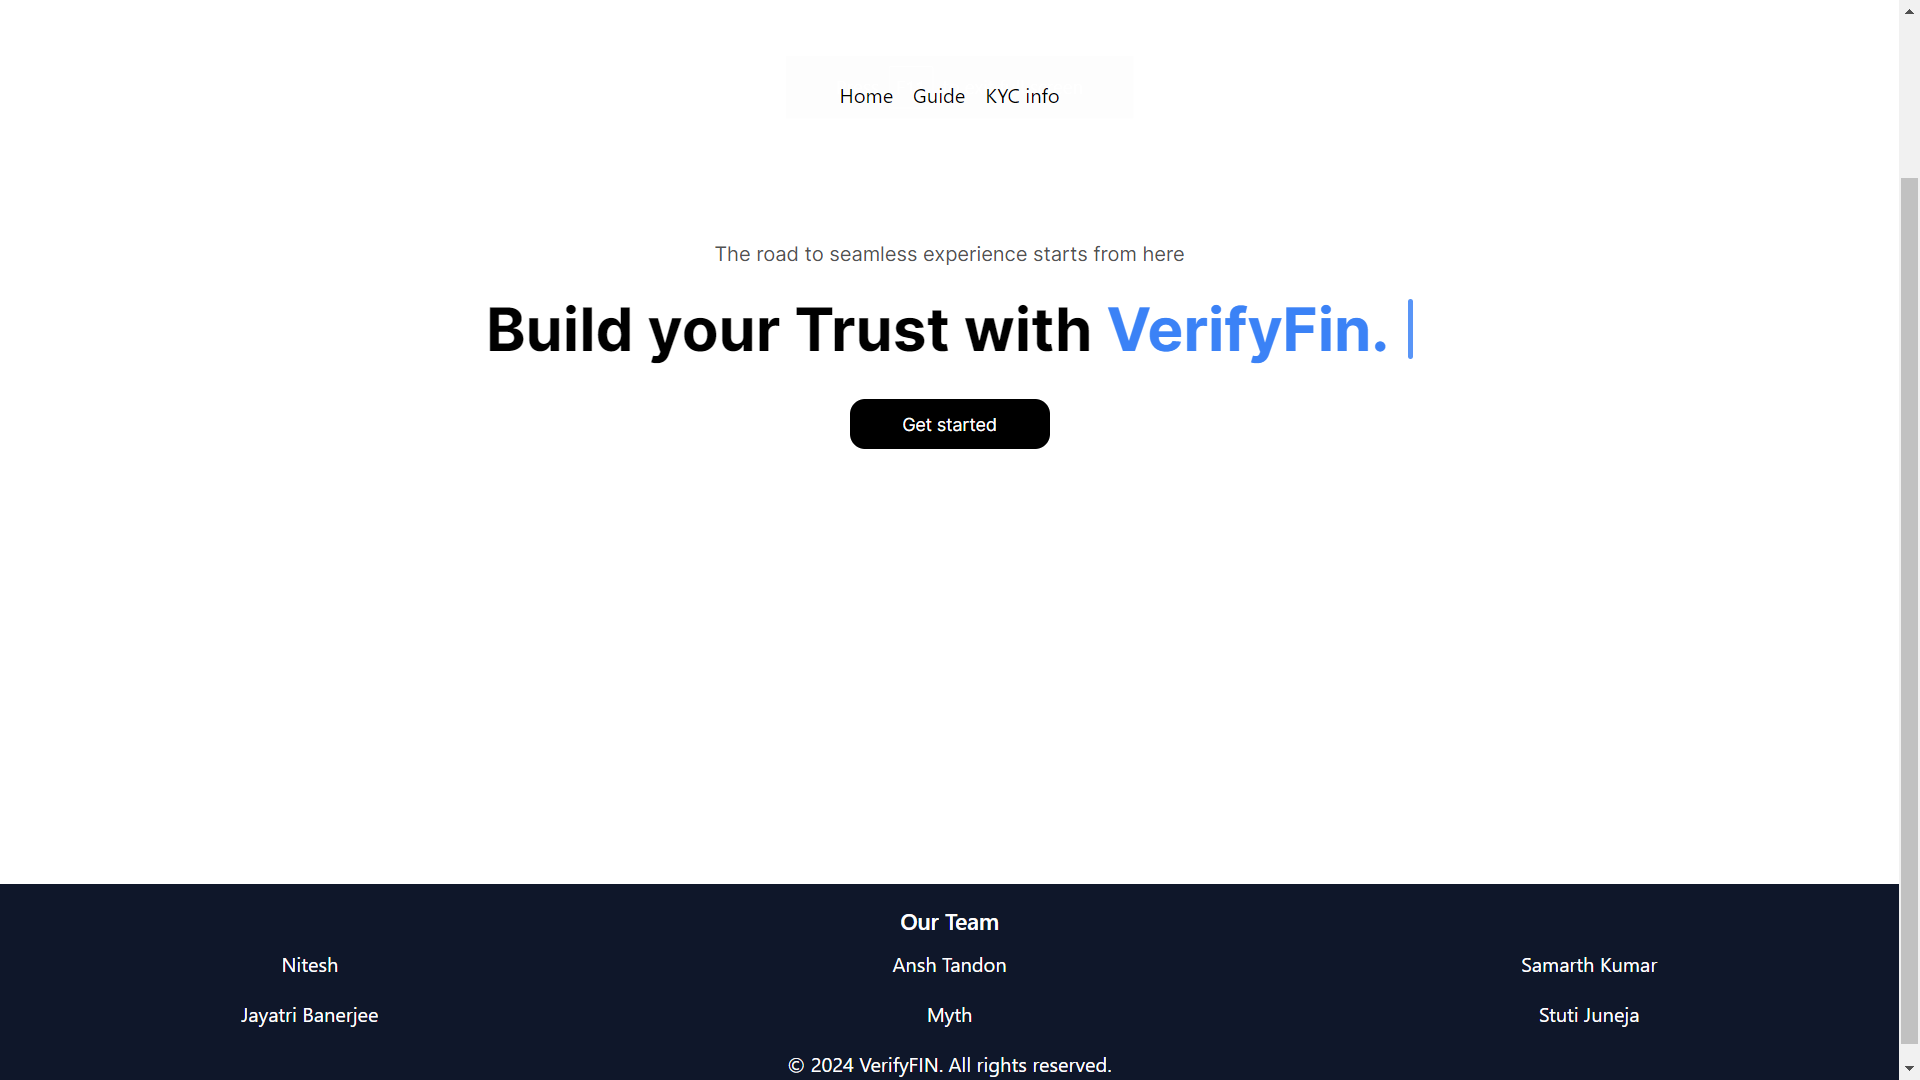 Home Guide KYC info
The road to seamless experience starts from here
Build your Trust with VerifyFin.
Get started
Our Team
Nitesh Ansh Tandon Samarth Kumar
Jayatri Banerjee Myth Stuti Juneja
© 2024 VerifyFIN. All rights reserved.